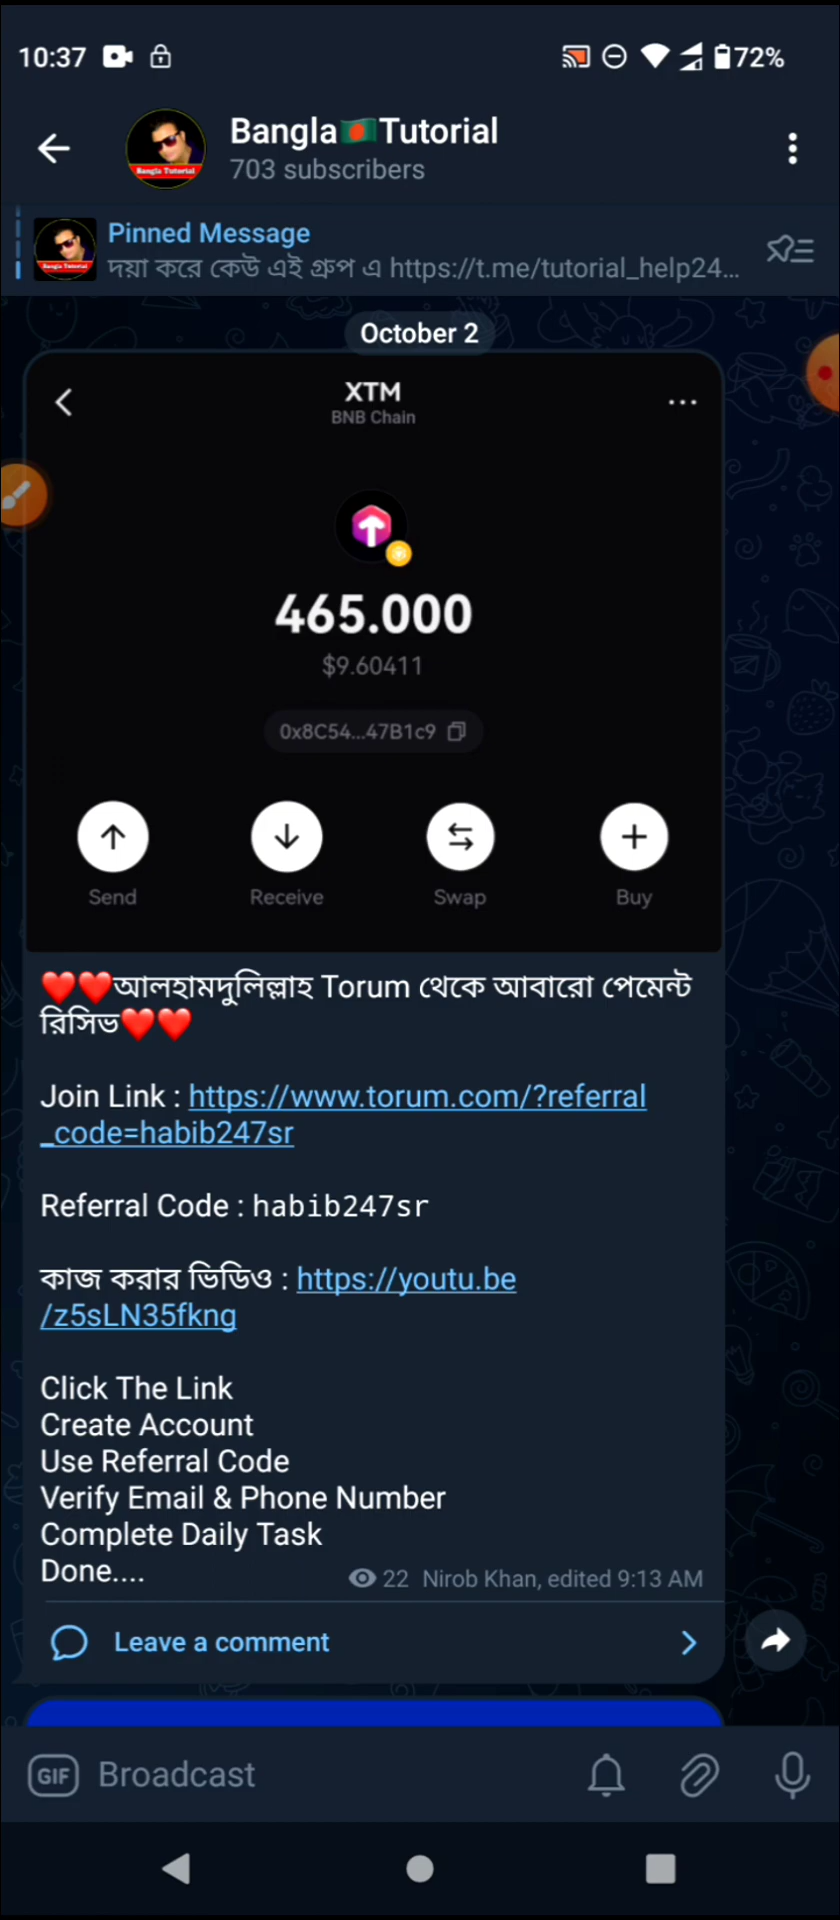 10:37 72%
Bangla🇧🇩Tutorial
703 subscribers
Pinned Message
দয়া করে কেউ এই গ্রুপ এ https://t.me/tutorial_help24...
October 2
XTM
BNB Chain
465.000
$9.60411
0x8C54...47B1c9
Send Receive Swap Buy
❤️❤️আলহামদুলিল্লাহ Torum থেকে আবারো পেমেন্ট
রিসিভ❤️❤️
Join Link : https://www.torum.com/?referral
_code=habib247sr
Referral Code : habib247sr
কাজ করার ভিডিও : https://youtu.be
/z5sLN35fkng
Click The Link
Create Account
Use Referral Code
Verify Email & Phone Number
Complete Daily Task
Done....
22 Nirob Khan, edited 9:13 AM
Leave a comment
GIF Broadcast